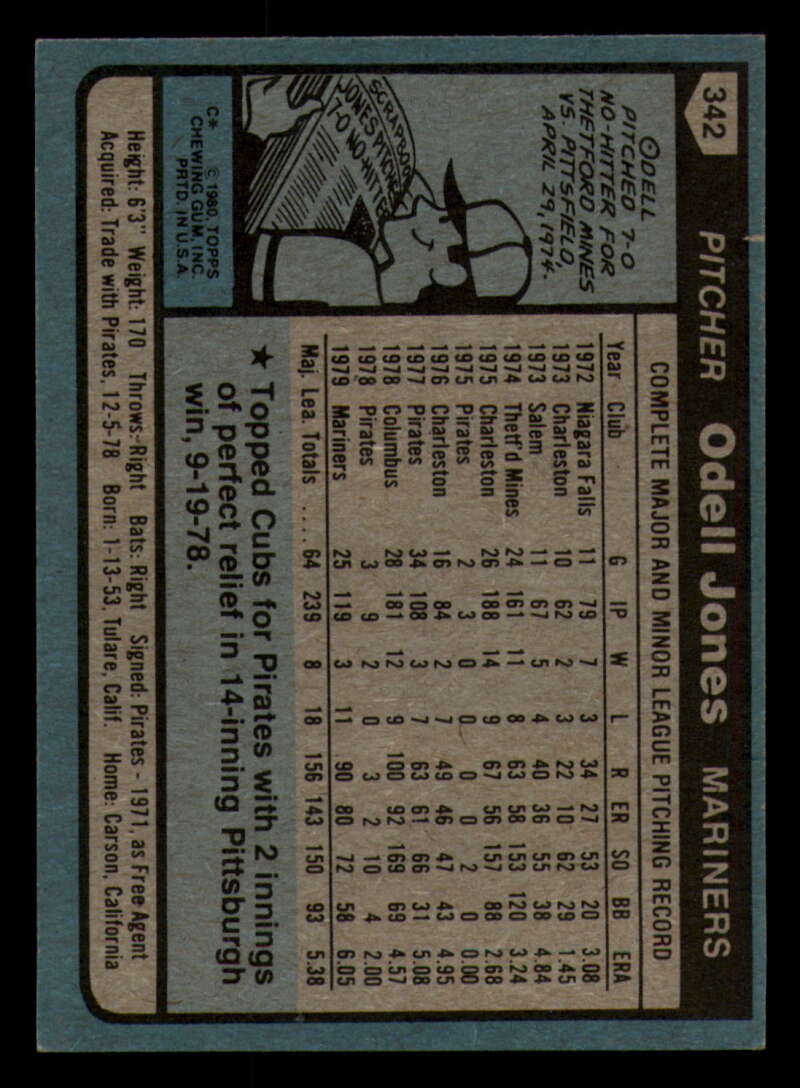 342
PITCHER Odell Jones MARINERS
ODELL
PITCHED 7-0
NO-HITTER FOR
THETFORD MINES
VS. PITTSFIELD,
APRIL 29, 1974.
SCRAPBOOK
JONES PITCHES
7-0 NO-HITTER
C* © 1980, TOPPS
CHEWING GUM, INC.
PRTD. IN U.S.A.
COMPLETE MAJOR AND MINOR LEAGUE PITCHING RECORD
Year Club G IP W L R ER SO BB ERA
1972 Niagara Falls 11 79 7 3 34 27 53 20 3.08
1973 Charleston 10 62 2 3 22 10 62 29 1.45
1973 Salem 11 67 5 4 40 36 55 38 4.84
1974 Thetf'd Mines 24 161 11 8 63 58 153 120 3.24
1975 Charleston 26 188 14 9 67 56 157 88 2.68
1975 Pirates 2 3 0 0 0 0 2 0 0.00
1976 Charleston 16 84 2 7 49 46 47 43 4.95
1977 Pirates 34 108 3 7 63 61 66 31 5.08
1978 Columbus 28 181 12 9 100 92 169 69 4.57
1978 Pirates 3 9 2 0 3 2 10 4 2.00
1979 Mariners 25 119 3 11 90 80 72 58 6.05
Maj. Lea. Totals .... 64 239 8 18 156 143 150 93 5.38
★ Topped Cubs for Pirates with 2 innings
of perfect relief in 14-inning Pittsburgh
win, 9-19-78.
Height: 6'3" Weight: 170 Throws-Right Bats: Right Signed: Pirates - 1971, as Free Agent
Acquired: Trade with Pirates, 12-5-78 Born: 1-13-53, Tulare, Calif. Home: Carson, California